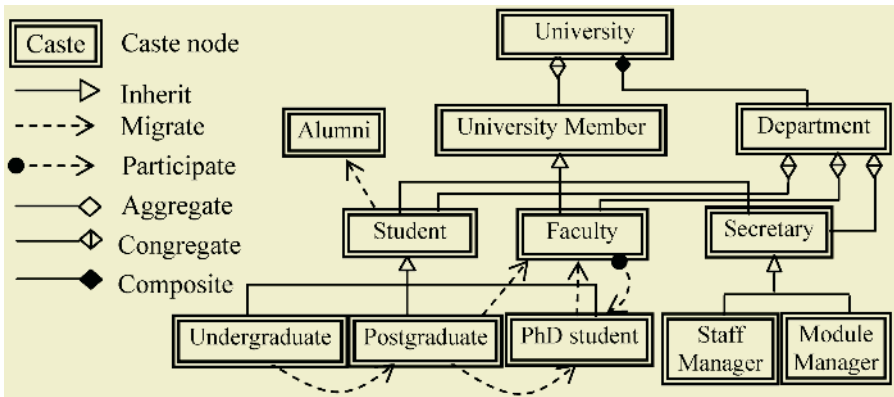 Caste
Caste node
Inherit
Migrate
Participate
Aggregate
Congregate
Composite
University
Alumni
University Member
Department
Student
Faculty
Secretary
Undergraduate
Postgraduate
PhD student
Staff
Manager
Module
Manager